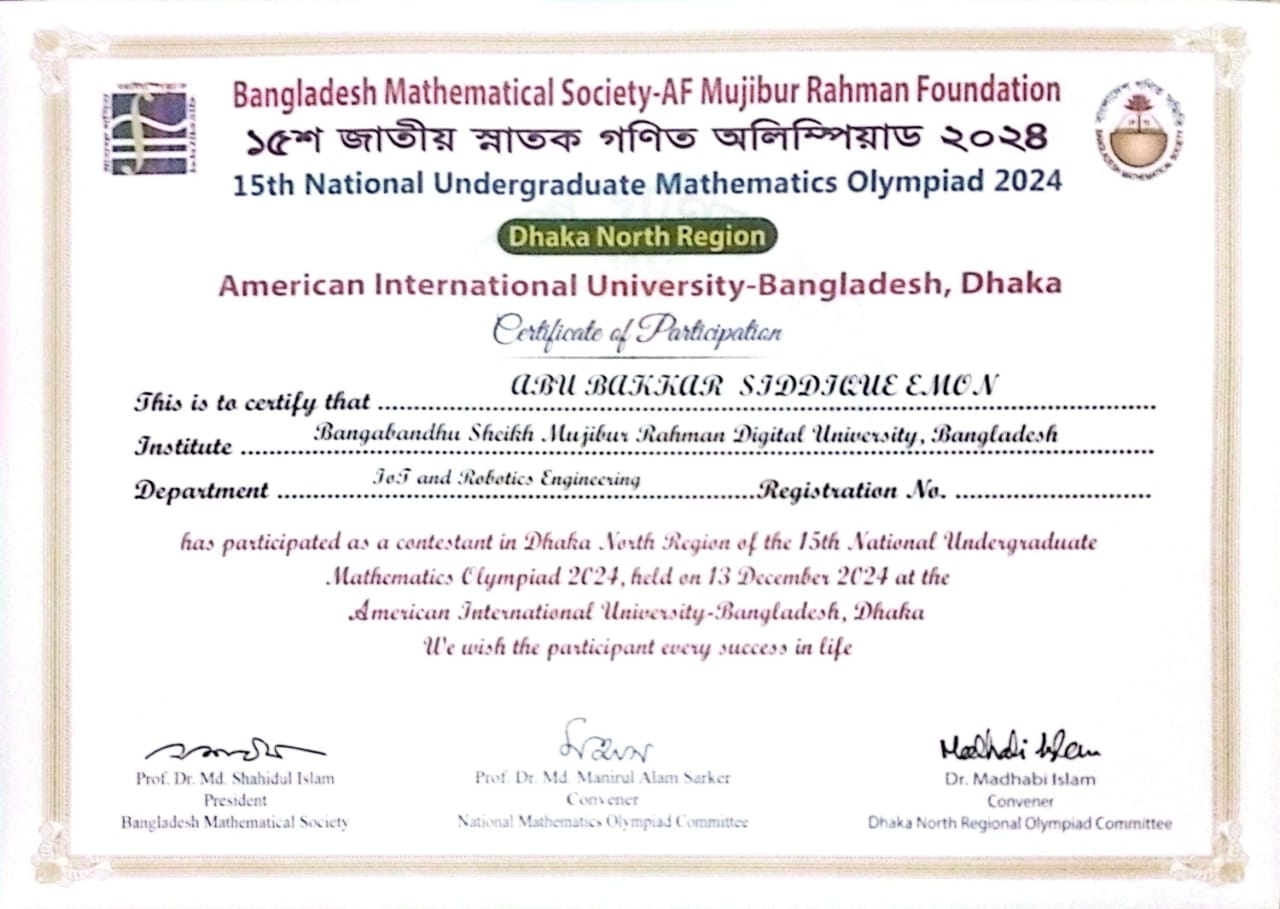 Bangladesh Mathematical Society-AF Mujibur Rahman Foundation
১৫শ জাতীয় স্নাতক গণিত অলিম্পিয়াড ২০২৪
15th National Undergraduate Mathematics Olympiad 2024
Dhaka North Region
American International University-Bangladesh, Dhaka
Certificate of Participation
This is to certify that ABU BAKKAR SIDDIQUE EMON
Institute Bangabandhu Sheikh Mujibur Rahman Digital University, Bangladesh
Department IoT and Robotics Engineering Registration No.
has participated as a contestant in Dhaka North Region of the 15th National Undergraduate
Mathematics Olympiad 2024, held on 13 December 2024 at the
American International University-Bangladesh, Dhaka
We wish the participant every success in life
Madhabi Islam
Prof. Dr. Md. Shahidul Islam
President
Bangladesh Mathematical Society
Prof. Dr. Md. Manirul Alam Sarker
Convener
National Mathematics Olympiad Committee
Dr. Madhabi Islam
Convener
Dhaka North Regional Olympiad Committee
বাংলাদেশ গণিত সমিতি
BANGLADESH MATHEMATICAL SOCIETY